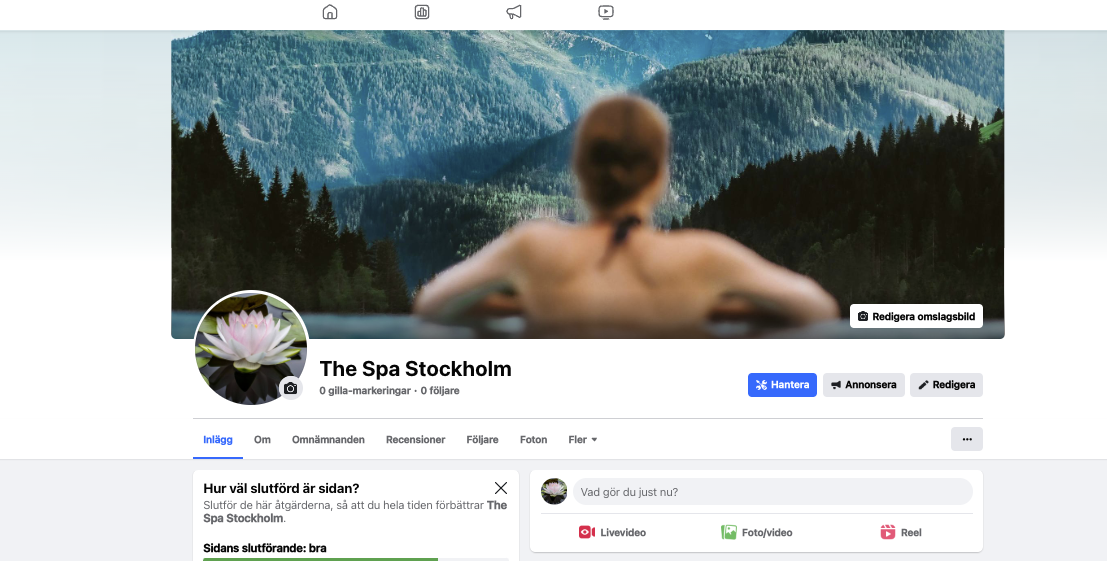 Redigera omslagsbild
The Spa Stockholm
0 gilla-markeringar · 0 följare
Hantera
Annonsera
Redigera
Inlägg
Om
Omnämnanden
Recensioner
Följare
Foton
Fler
Hur väl slutförd är sidan?
Slutför de här åtgärderna, så att du hela tiden förbättrar The
Spa Stockholm.
Sidans slutförande: bra
Vad gör du just nu?
Livevideo
Foto/video
Reel